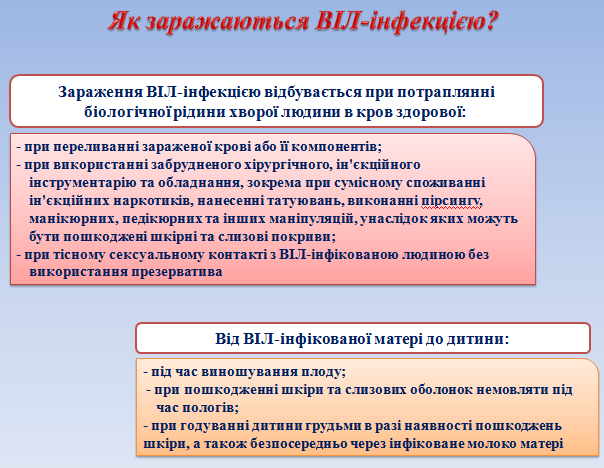 Як заражаються ВІЛ-інфекцією?
Зараження ВІЛ-інфекцією відбувається при потраплянні
біологічної рідини хворої людини в кров здорової:
- при переливанні зараженої крові або її компонентів;
- при використанні забрудненого хірургічного, ін'єкційного
інструментарію та обладнання, зокрема при сумісному споживанні
ін'єкційних наркотиків, нанесенні татуювань, виконанні пірсингу,
манікюрних, педікюрних та інших маніпуляцій, унаслідок яких можуть
бути пошкоджені шкірні та слизові покриви;
- при тісному сексуальному контакті з ВІЛ-інфікованою людиною без
використання презерватива
Від ВІЛ-інфікованої матері до дитини:
- під час виношування плоду;
- при пошкодженні шкіри та слизових оболонок немовляти під
час пологів;
- при годуванні дитини грудьми в разі наявності пошкоджень
шкіри, а також безпосередньо через інфіковане молоко матері